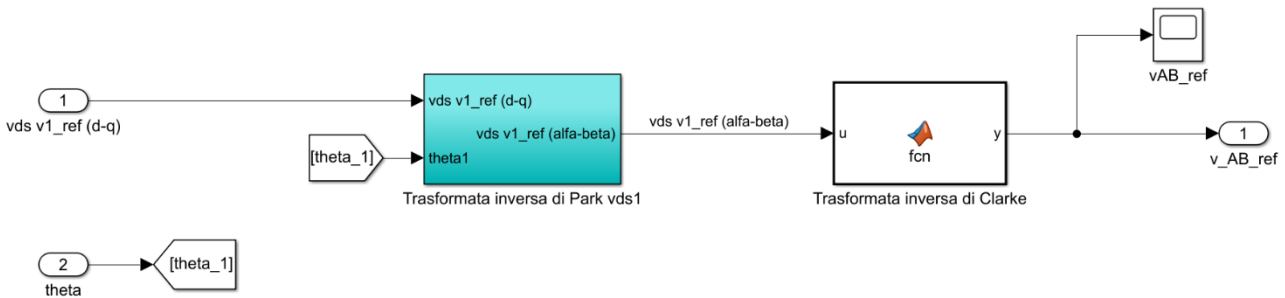 vAB_ref
1
vds v1_ref (d-q)
vds v1_ref (d-q)
vds v1_ref (alfa-beta)
theta1
Trasformata inversa di Park vds1
[theta_1]
vds v1_ref (alfa-beta)
u
fcn
y
Trasformata inversa di Clarke
1
v_AB_ref
2
theta
[theta_1]